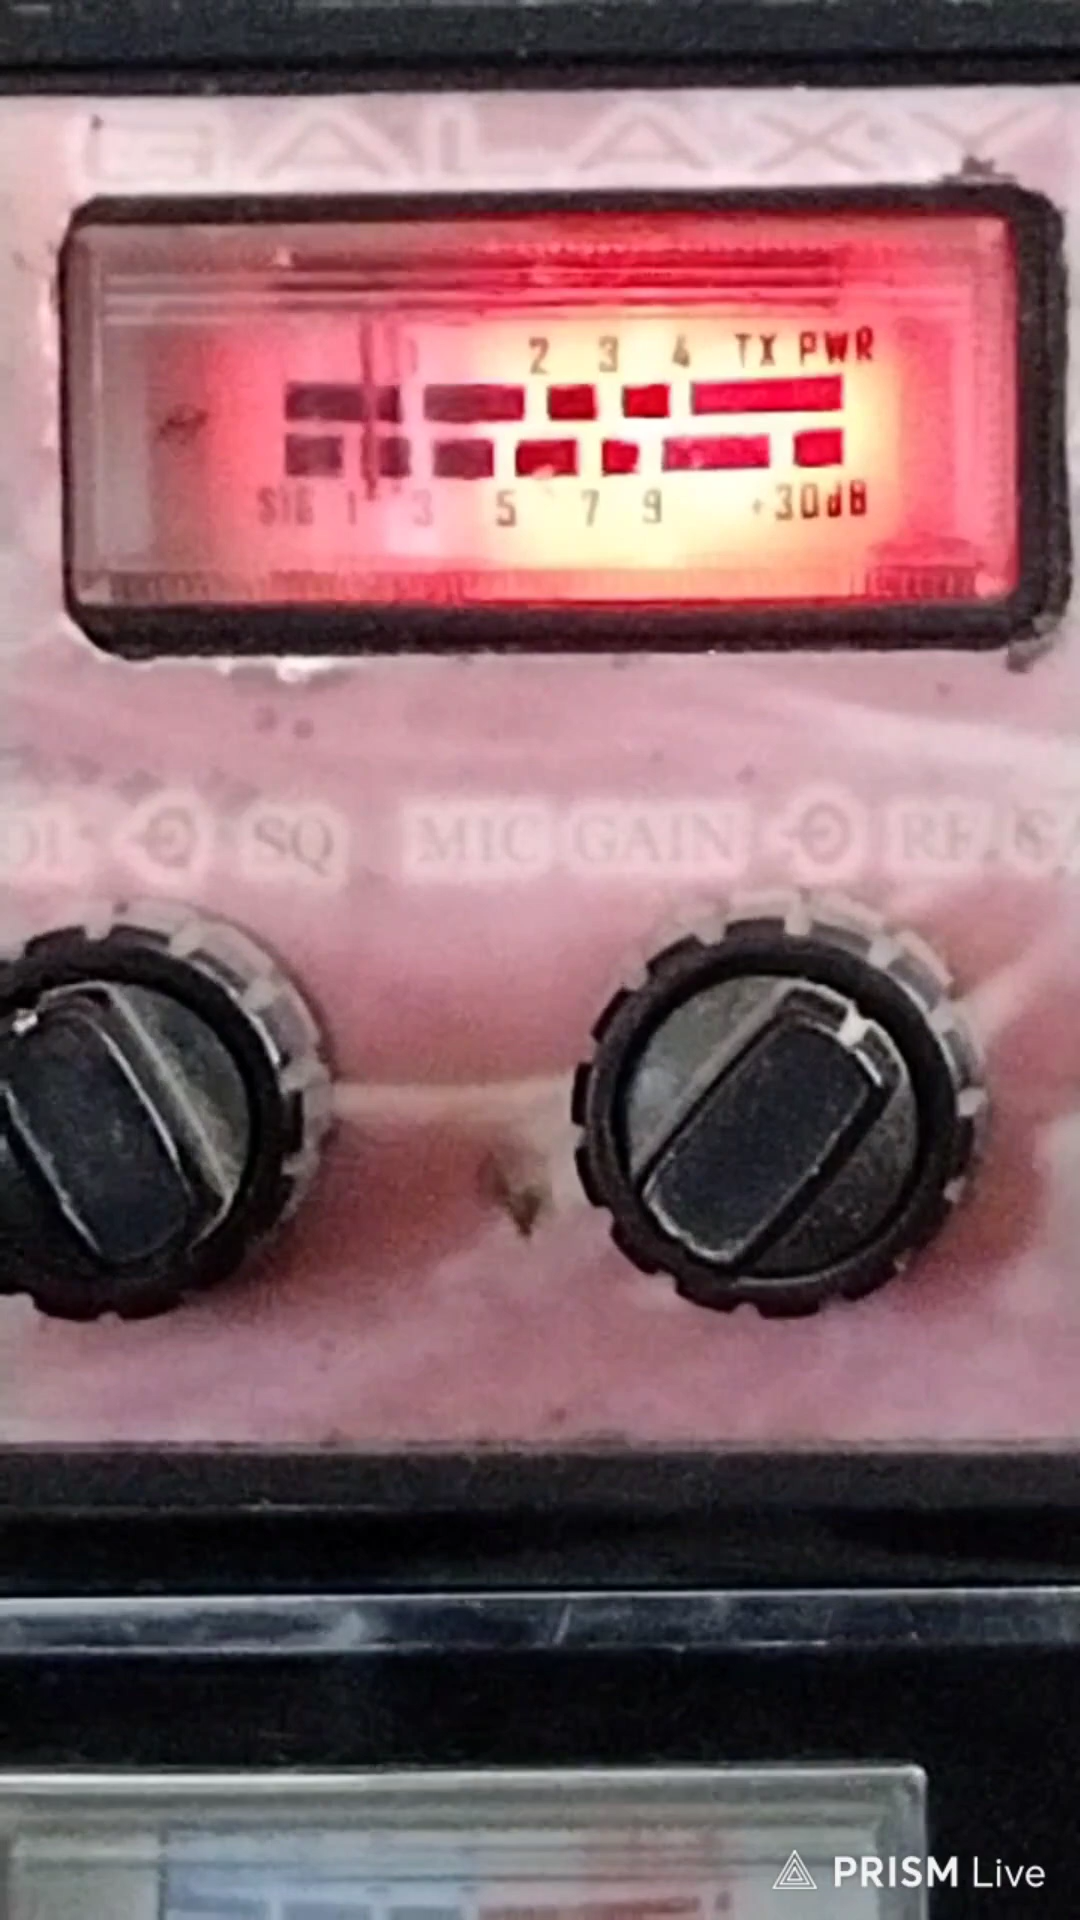 GALAXY
1 2 3 4 TX PWR
SIG 1 3 5 7 9 +30dB
SQ MIC GAIN RF
PRISM Live